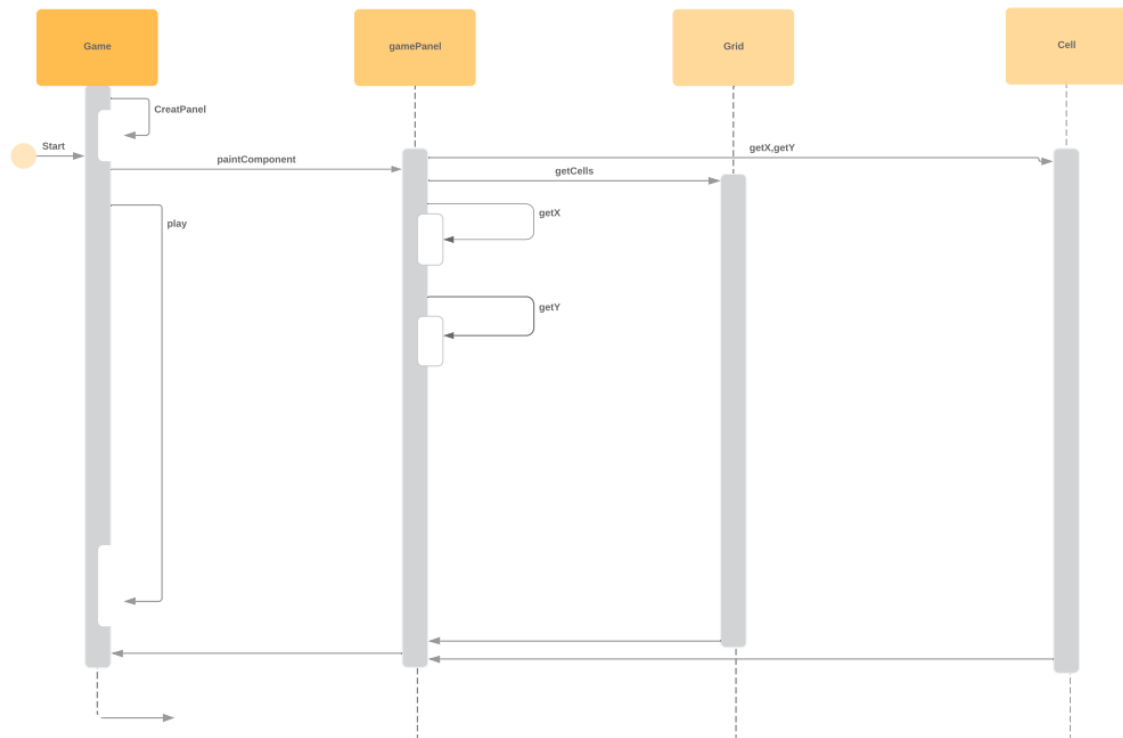 Game
gamePanel
Grid
Cell
CreatPanel
Start
getX,getY
paintComponent
getCells
getX
play
getY